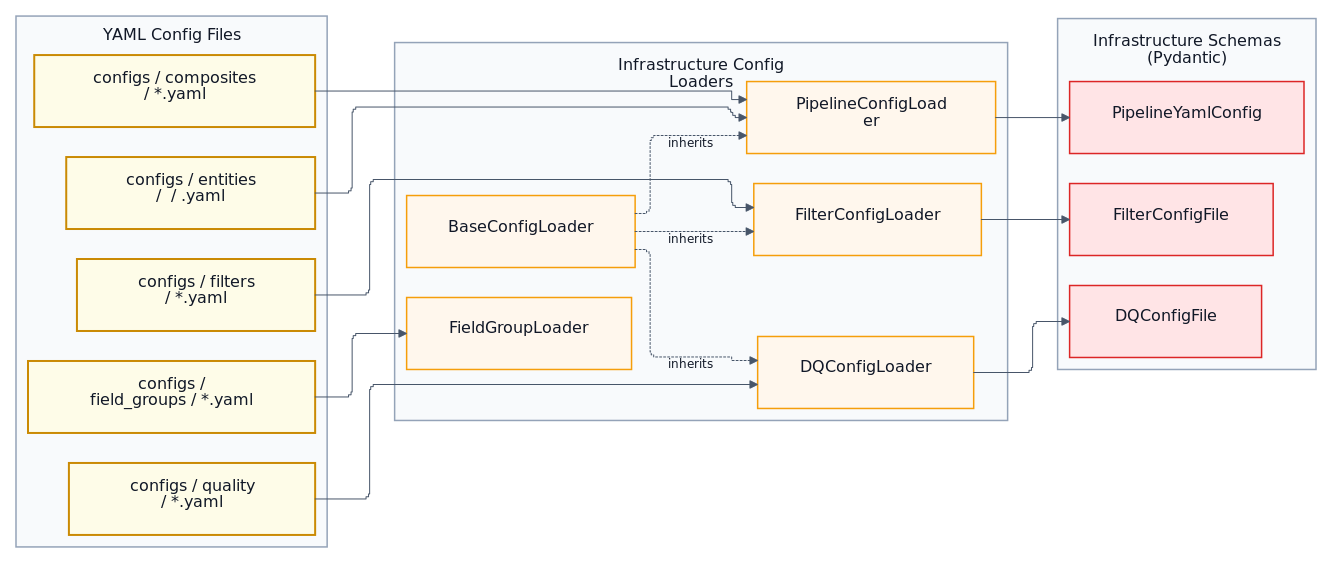 YAML Config Files
configs / composites
/ *.yaml
configs / entities
/  / .yaml
configs / filters
/ *.yaml
configs /
field_groups / *.yaml
configs / quality
/ *.yaml
Infrastructure Config
Loaders
PipelineConfigLoad
er
inherits
BaseConfigLoader
FilterConfigLoader
inherits
FieldGroupLoader
DQConfigLoader
inherits
Infrastructure Schemas
(Pydantic)
PipelineYamlConfig
FilterConfigFile
DQConfigFile